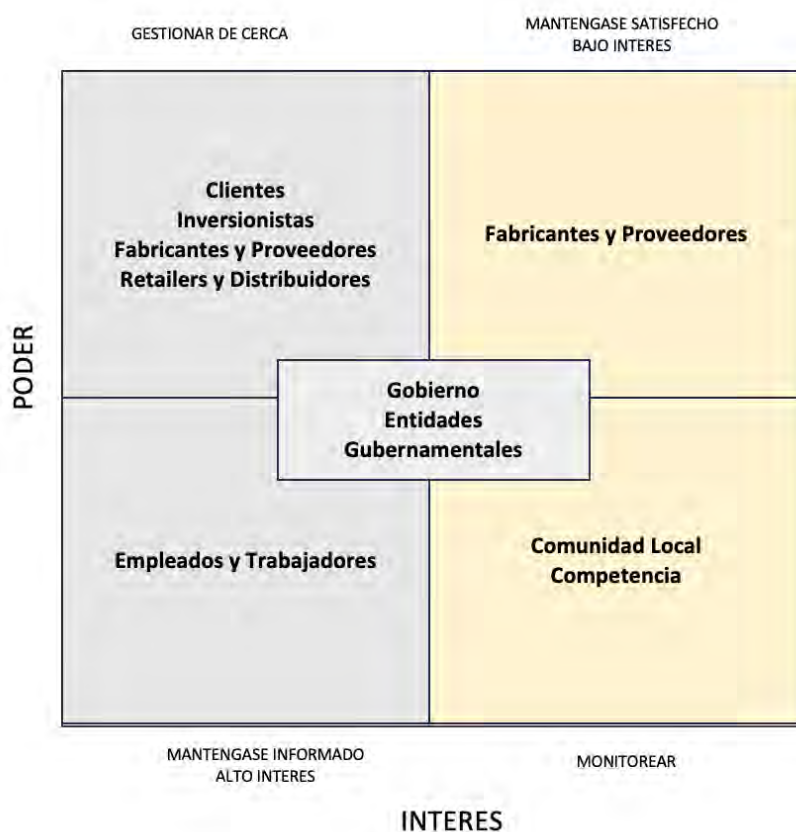 GESTIONAR DE CERCA
MANTENGASE SATISFECHO
BAJO INTERES
Clientes
Inversionistas
Fabricantes y Proveedores
Retailers y Distribuidores
Fabricantes y Proveedores
PODER
Gobierno
Entidades
Gubernamentales
Empleados y Trabajadores
Comunidad Local
Competencia
MANTENGASE INFORMADO
ALTO INTERES
MONITOREAR
INTERES